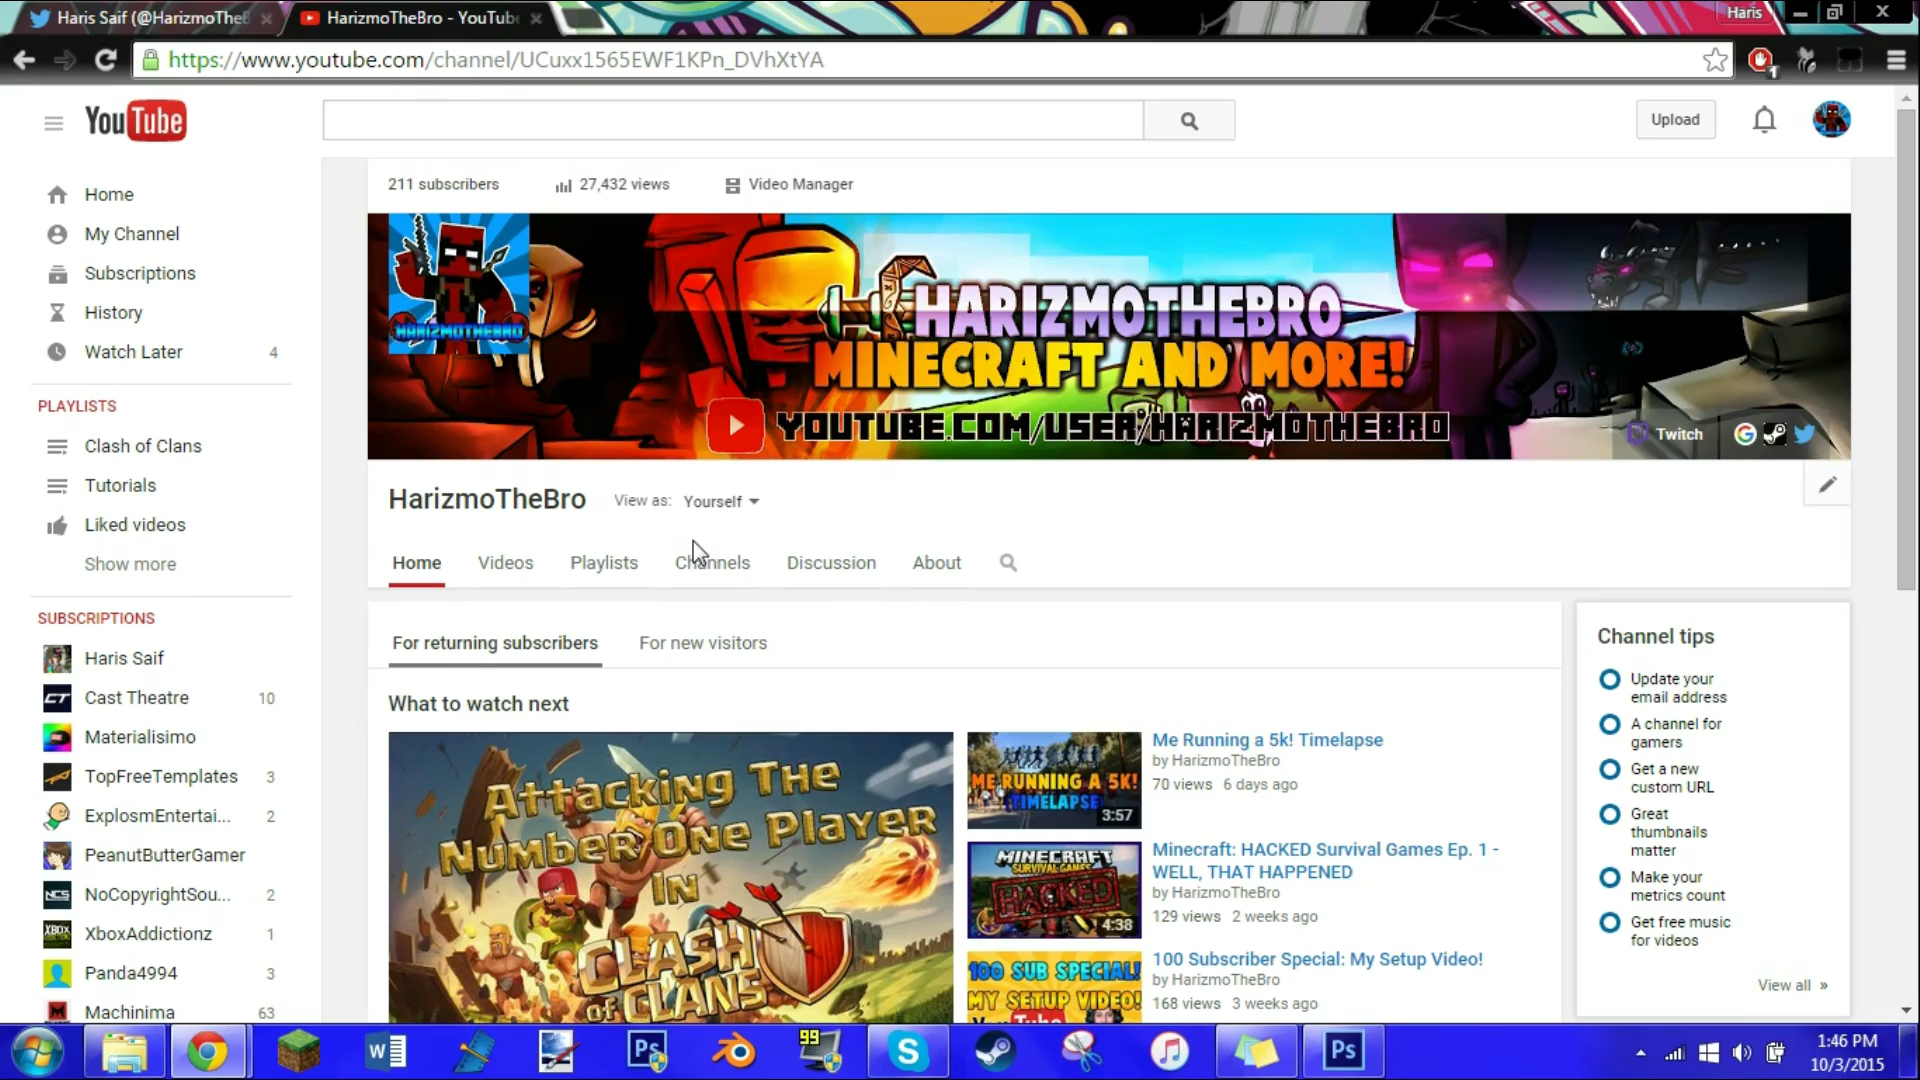 Haris Saif (@HarizmoTheB
HarizmoTheBro - YouTub
Haris
https://www.youtube.com/channel/UCuxx1565EWF1KPn_DVhXtYA
1
YouTube
Upload
Home
My Channel
Subscriptions
History
Watch Later 4
PLAYLISTS
Clash of Clans
Tutorials
Liked videos
Show more
SUBSCRIPTIONS
Haris Saif
CT Cast Theatre 10
Materialisimo
TopFreeTemplates 3
ExplosmEntertai... 2
PeanutButterGamer
NCS NoCopyrightSou... 2
XBOX XboxAddictionz 1
Panda4994 3
Machinima 63
211 subscribers 27,432 views Video Manager
HARIZMOTHEBRO
HARIZMOTHEBRO
MINECRAFT AND MORE!
YOUTUBE.COM/USER/HARIZMOTHEBRO
Twitch
HarizmoTheBro View as: Yourself
Home Videos Playlists Channels Discussion About
For returning subscribers For new visitors
What to watch next
Attacking The
Number One Player
In
CLASH
of CLANS
ME RUNNING A 5K!
TIMELAPSE
3:57
Me Running a 5k! Timelapse
by HarizmoTheBro
70 views 6 days ago
MINECRAFT
SURVIVAL GAMES
HACKED
4:38
Minecraft: HACKED Survival Games Ep. 1 -
WELL, THAT HAPPENED
by HarizmoTheBro
129 views 2 weeks ago
100 SUB SPECIAL!
MY SETUP VIDEO!
YouTube
100 Subscriber Special: My Setup Video!
by HarizmoTheBro
168 views 3 weeks ago
Channel tips
Update your
email address
A channel for
gamers
Get a new
custom URL
Great
thumbnails
matter
Make your
metrics count
Get free music
for videos
View all »
W
Ps
99
S
Ps
1:46 PM
10/3/2015